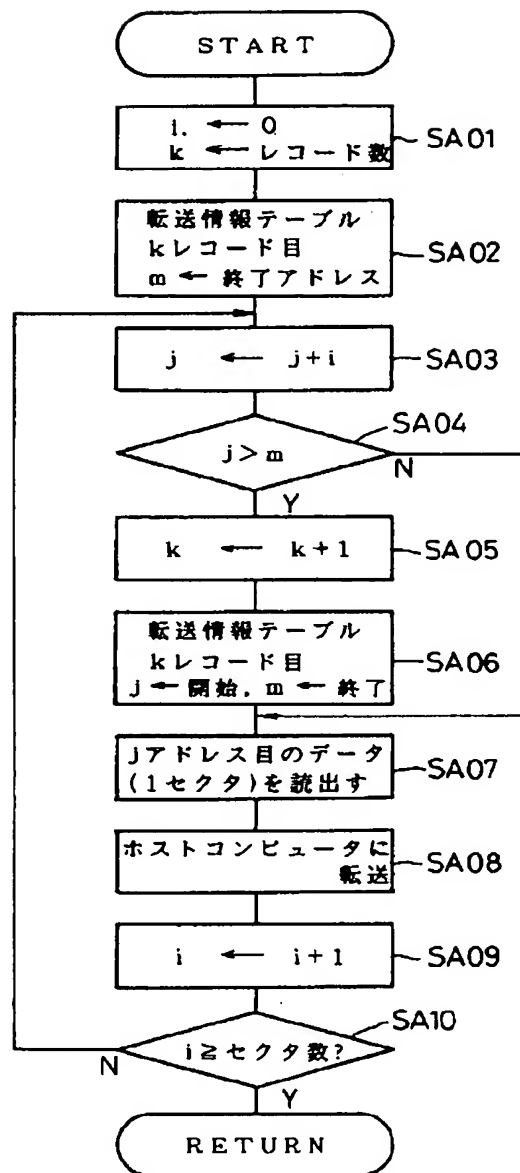 START
i. ← 0
k ← レコード数
SA01
転送情報テーブル
kレコード目
m ← 終了アドレス
SA02
j ← j+i
SA03
SA04
j>m
N
Y
k ← k+1
SA05
転送情報テーブル
kレコード目
j ← 開始. m ← 終了
SA06
Jアドレス目のデータ
(1セクタ)を読出す
SA07
ホストコンピュータに
転送
SA08
i ← i+1
SA09
SA10
i≧セクタ数?
N
Y
RETURN